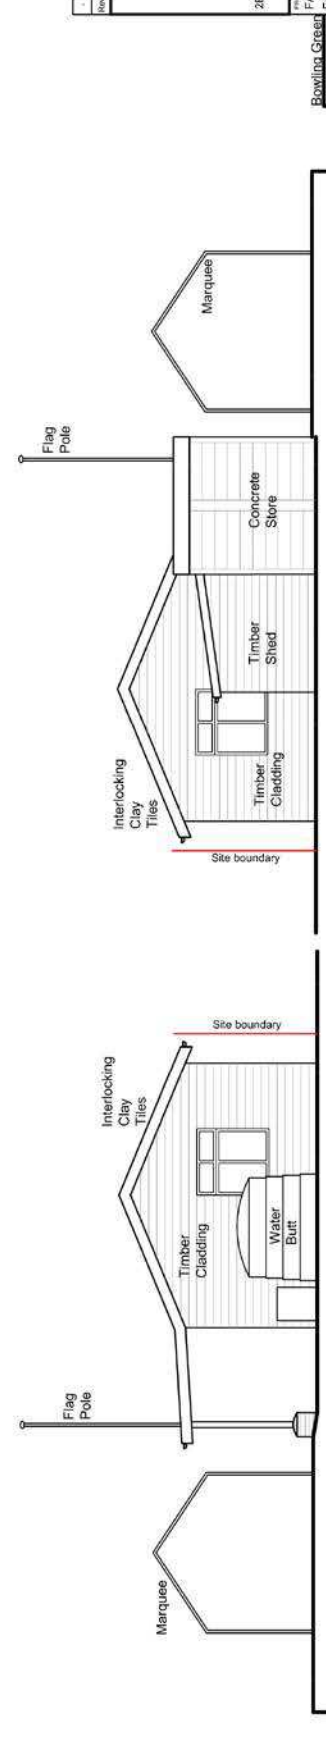 Marquee
Flag
Pole
Timber
Cladding
Water
Butt
Interlocking
Clay
Tiles
Site boundary
Site boundary
Interlocking
Clay
Tiles
Timber
Cladding
Timber
Shed
Concrete
Store
Flag
Pole
Marquee
Bowling Green
Rev